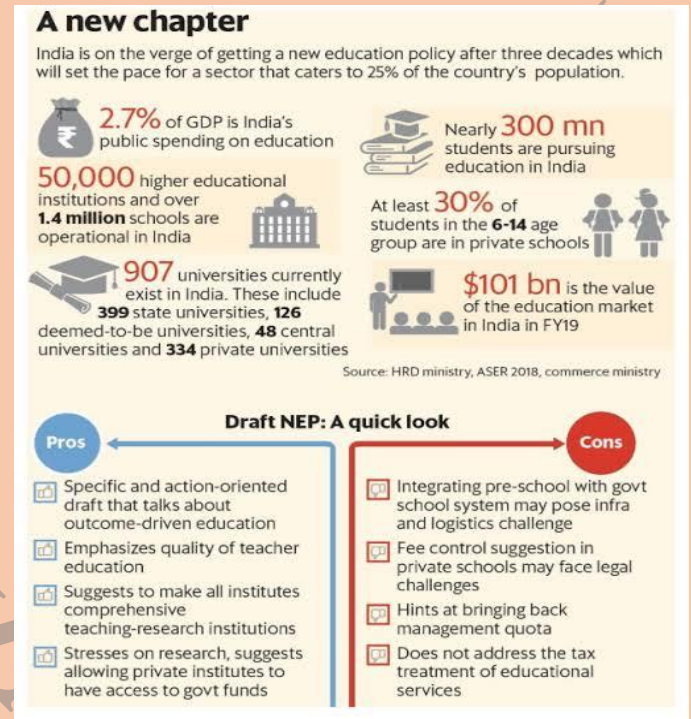 A new chapter
India is on the verge of getting a new education policy after three decades which
will set the pace for a sector that caters to 25% of the country's population.
₹
2.7% of GDP is India's
public spending on education
50,000 higher educational
institutions and over
1.4 million schools are
operational in India
907 universities currently
exist in India. These include
399 state universities, 126
deemed-to-be universities, 48 central
universities and 334 private universities
Nearly 300 mn
students are pursuing
education in India
At least 30% of
students in the 6-14 age
group are in private schools
$101 bn is the value
of the education market
in India in FY19
Source: HRD ministry, ASER 2018, commerce ministry
Draft NEP: A quick look
Pros
Specific and action-oriented
draft that talks about
outcome-driven education
Emphasizes quality of teacher
education
Suggests to make all institutes
comprehensive
teaching-research institutions
Stresses on research, suggests
allowing private institutes to
have access to govt funds
Cons
Integrating pre-school with govt
school system may pose infra
and logistics challenge
Fee control suggestion in
private schools may face legal
challenges
Hints at bringing back
management quota
Does not address the tax
treatment of educational
services